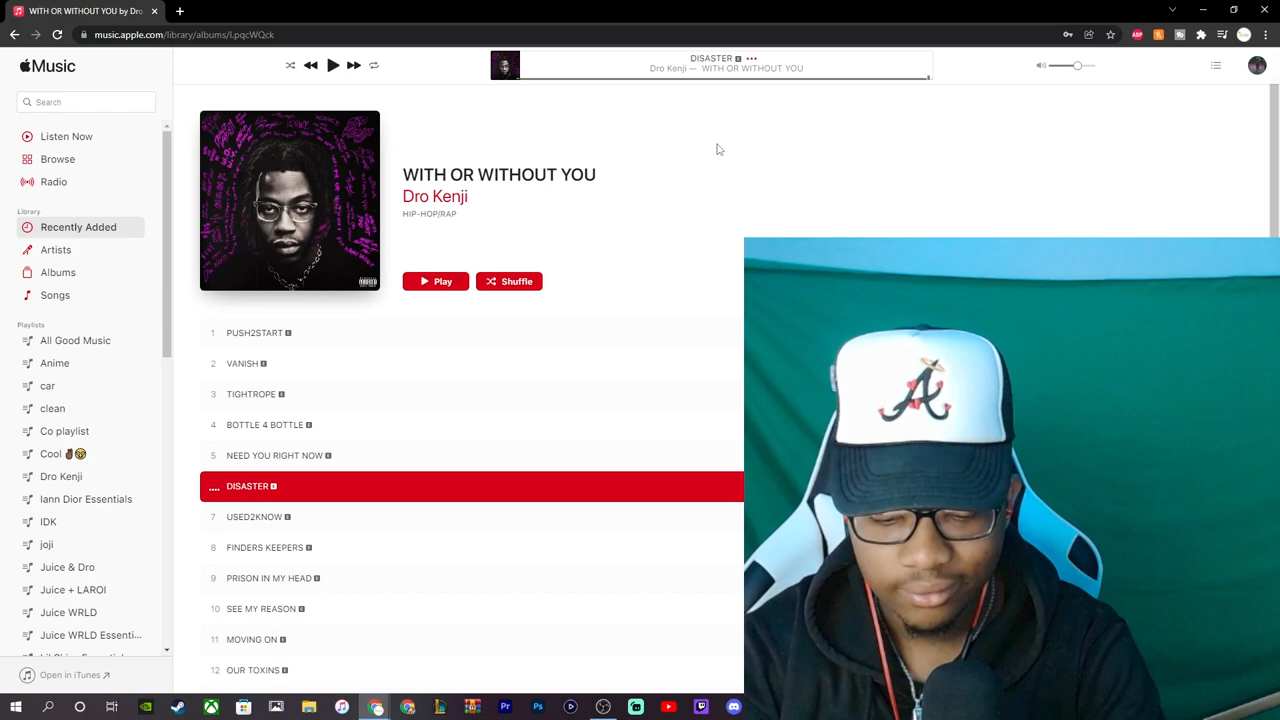 WITH OR WITHOUT YOU by Dro
music.apple.com/library/albums/l.pqcWQck
Music
DISASTER E
Dro Kenji — WITH OR WITHOUT YOU
Search
Listen Now
Browse
Radio
Library
Recently Added
Artists
Albums
Songs
Playlists
All Good Music
Anime
car
clean
Co playlist
Cool
Dro Kenji
Iann Dior Essentials
IDK
joji
Juice & Dro
Juice + LAROI
Juice WRLD
Juice WRLD Essenti...
Open in iTunes
WITH OR WITHOUT YOU
Dro Kenji
HIP-HOP/RAP
Play
Shuffle
1 PUSH2START E
2 VANISH E
3 TIGHTROPE E
4 BOTTLE 4 BOTTLE E
5 NEED YOU RIGHT NOW E
DISASTER E
7 USED2KNOW E
8 FINDERS KEEPERS E
9 PRISON IN MY HEAD E
10 SEE MY REASON E
11 MOVING ON E
12 OUR TOXINS E
A
ABP
Pr
Ps